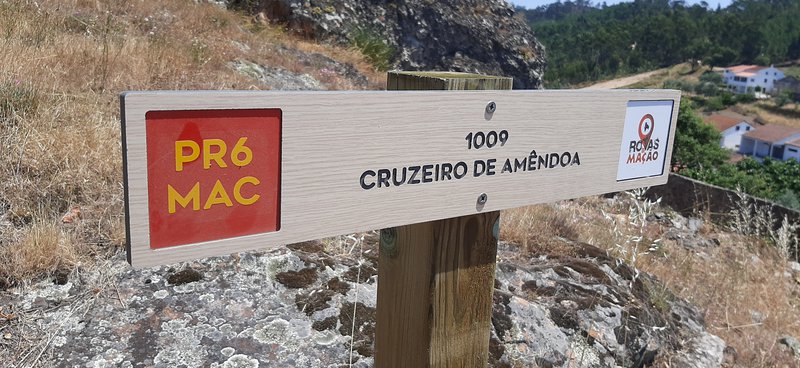 PR6
MAC
1009
CRUZEIRO DE AMÊNDOA
ROTAS
MAÇÃO